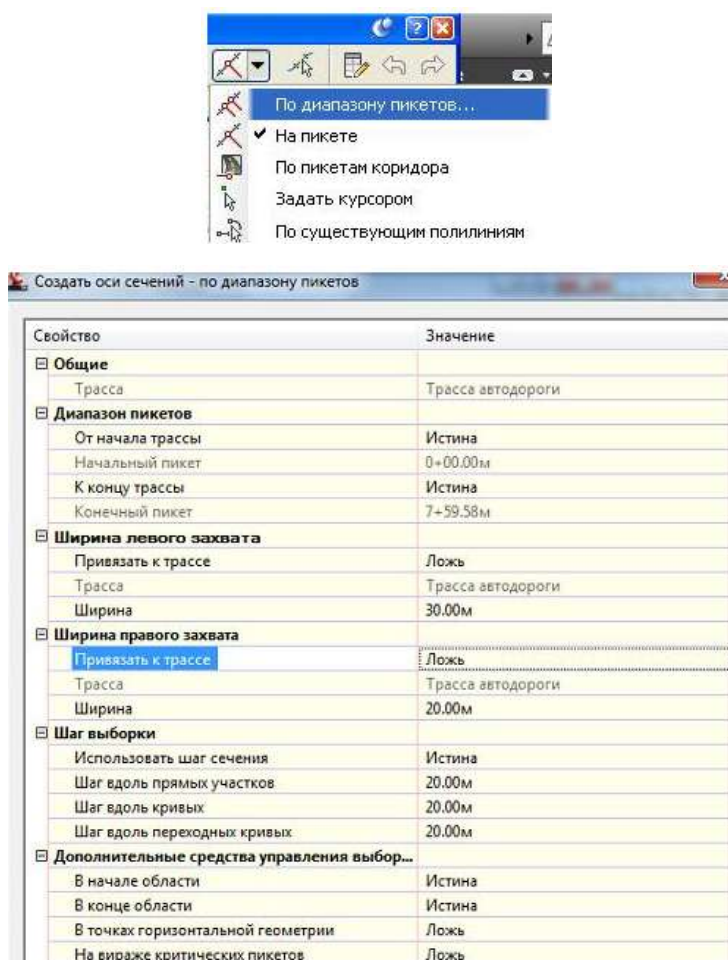 По диапазону пикетов...
На пикете
По пикетам коридора
Задать курсором
По существующим полилиниям
Создать оси сечений - по диапазону пикетов
Свойство Значение
Общие
Трасса Трасса автодороги
Диапазон пикетов
От начала трассы Истина
Начальный пикет 0+00.00м
К концу трассы Истина
Конечный пикет 7+59.58м
Ширина левого захвата
Привязать к трассе Ложь
Трасса Трасса автодороги
Ширина 30.00м
Ширина правого захвата
Привязать к трассе Ложь
Трасса Трасса автодороги
Ширина 20.00м
Шаг выборки
Использовать шаг сечения Истина
Шаг вдоль прямых участков 20.00м
Шаг вдоль кривых 20.00м
Шаг вдоль переходных кривых 20.00м
Дополнительные средства управления выбор...
В начале области Истина
В конце области Истина
В точках горизонтальной геометрии Ложь
На вираже критических пикетов Ложь